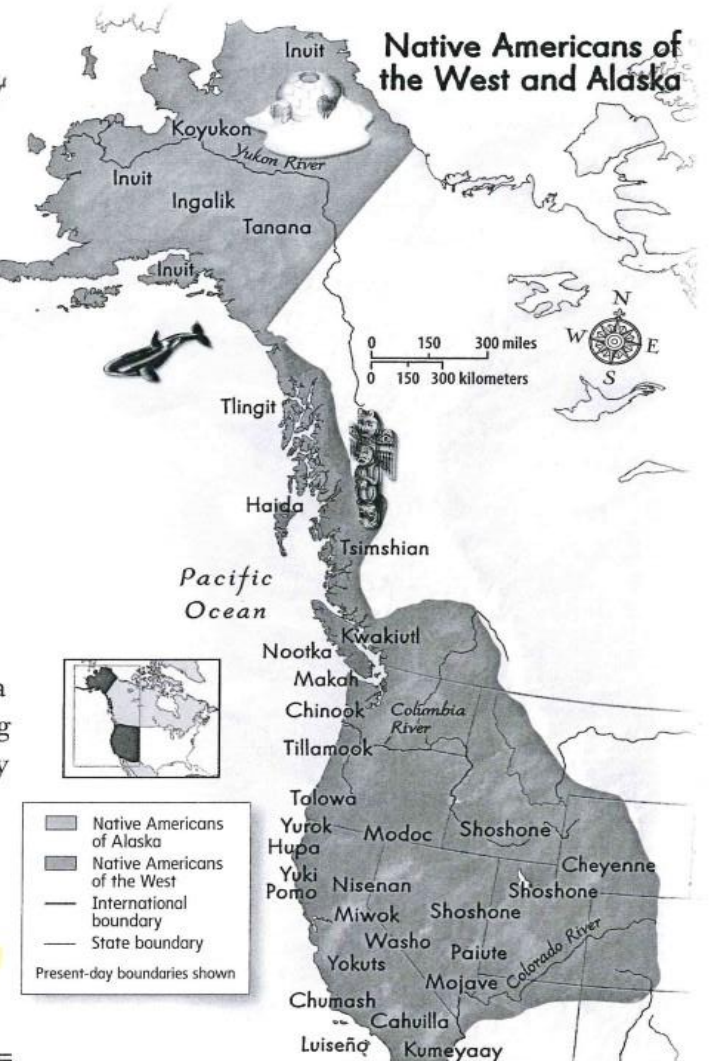 Native Americans of
the West and Alaska
Inuit
Koyukon
Yukon River
Inuit
Ingalik
Tanana
Inuit
N
W E
S
0 150 300 miles
0 150 300 kilometers
Tlingit
Haida
Tsimshian
Pacific
Ocean
Kwakiutl
Nootka
Makah
Chinook
Columbia
River
Tillamook
Tolowa
Yurok
Modoc
Shoshone
Hupa
Cheyenne
Yuki
Pomo
Nisenan
Shoshone
Miwok
Shoshone
Washo
Paiute
Colorado River
Yokuts
Mojave
Chumash
Cahuilla
Luiseño
Kumeyaay
Native Americans
of Alaska
Native Americans
of the West
International
boundary
State boundary
Present-day boundaries shown
a
g
y